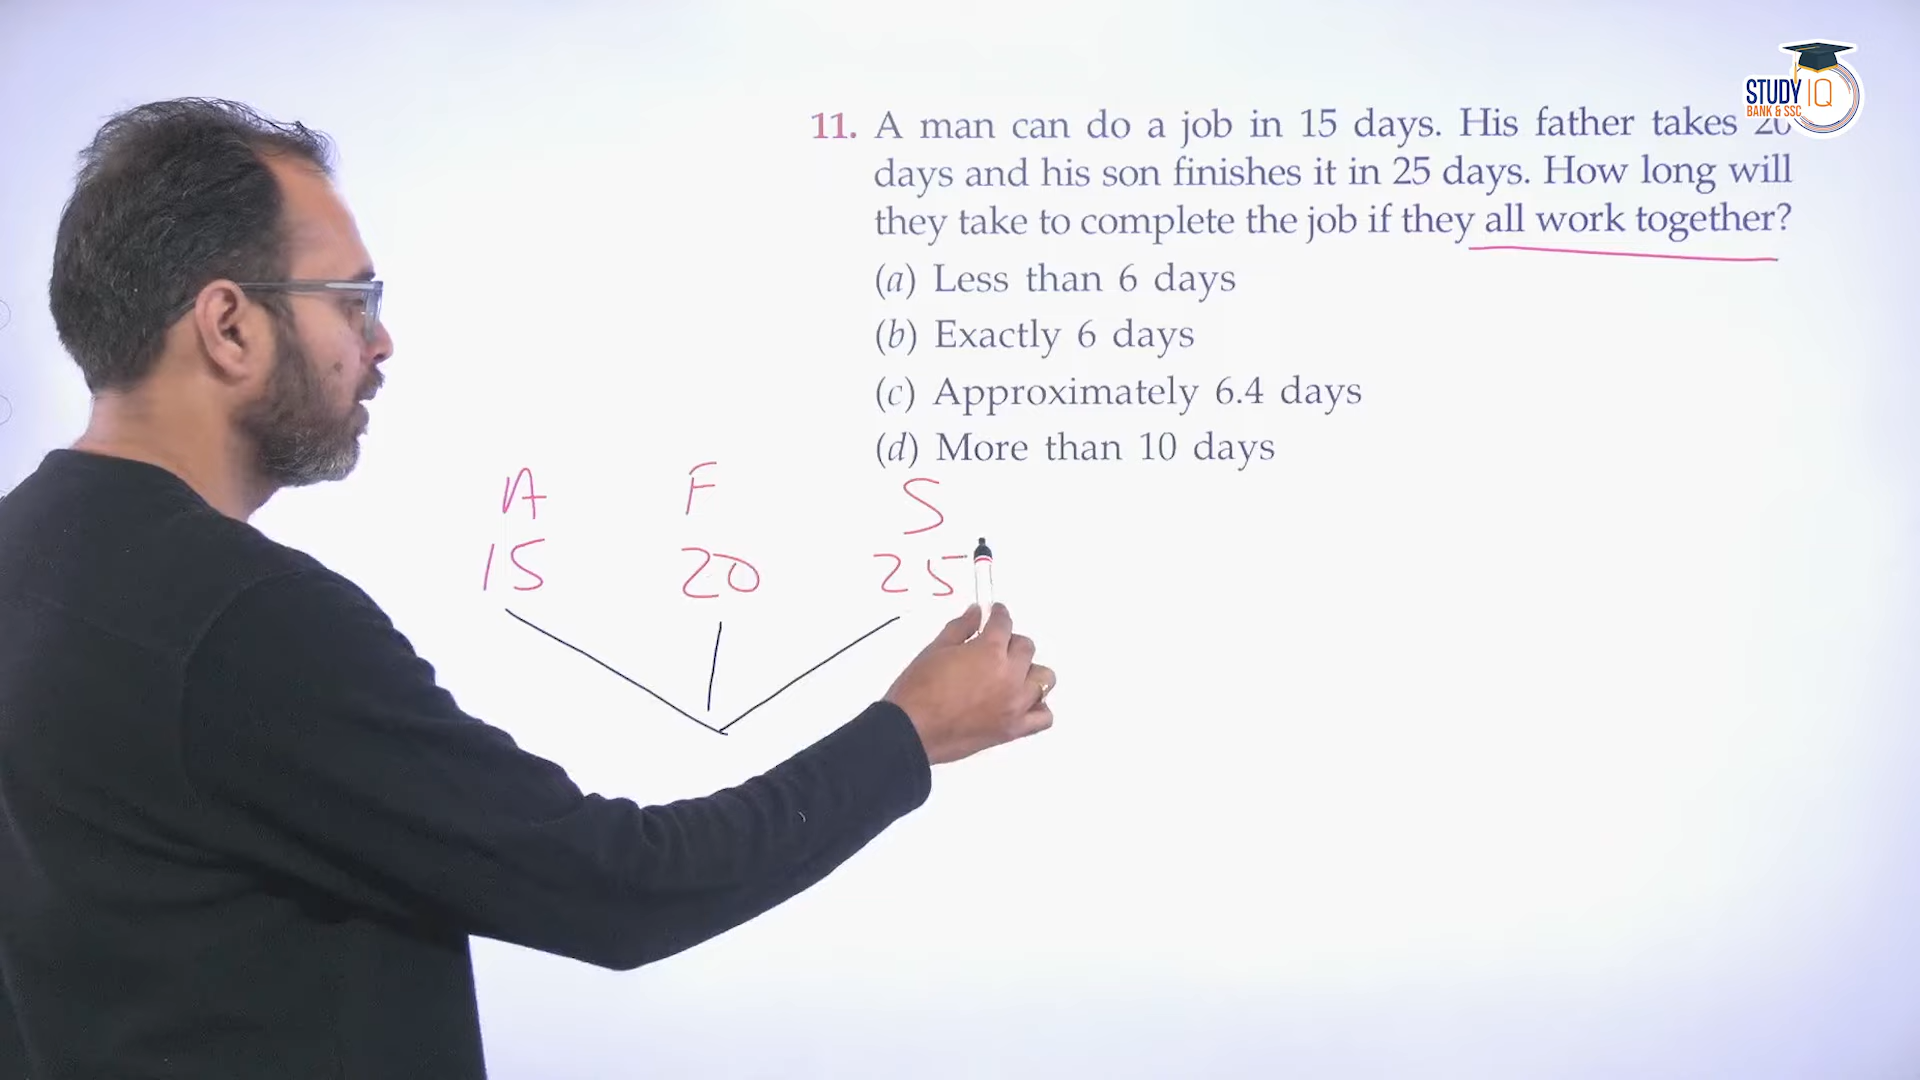 STUDY IQ
BANK & SSC
11. A man can do a job in 15 days. His father takes 20
days and his son finishes it in 25 days. How long will
they take to complete the job if they all work together?
(a) Less than 6 days
(b) Exactly 6 days
(c) Approximately 6.4 days
(d) More than 10 days
A F S
15 20 25